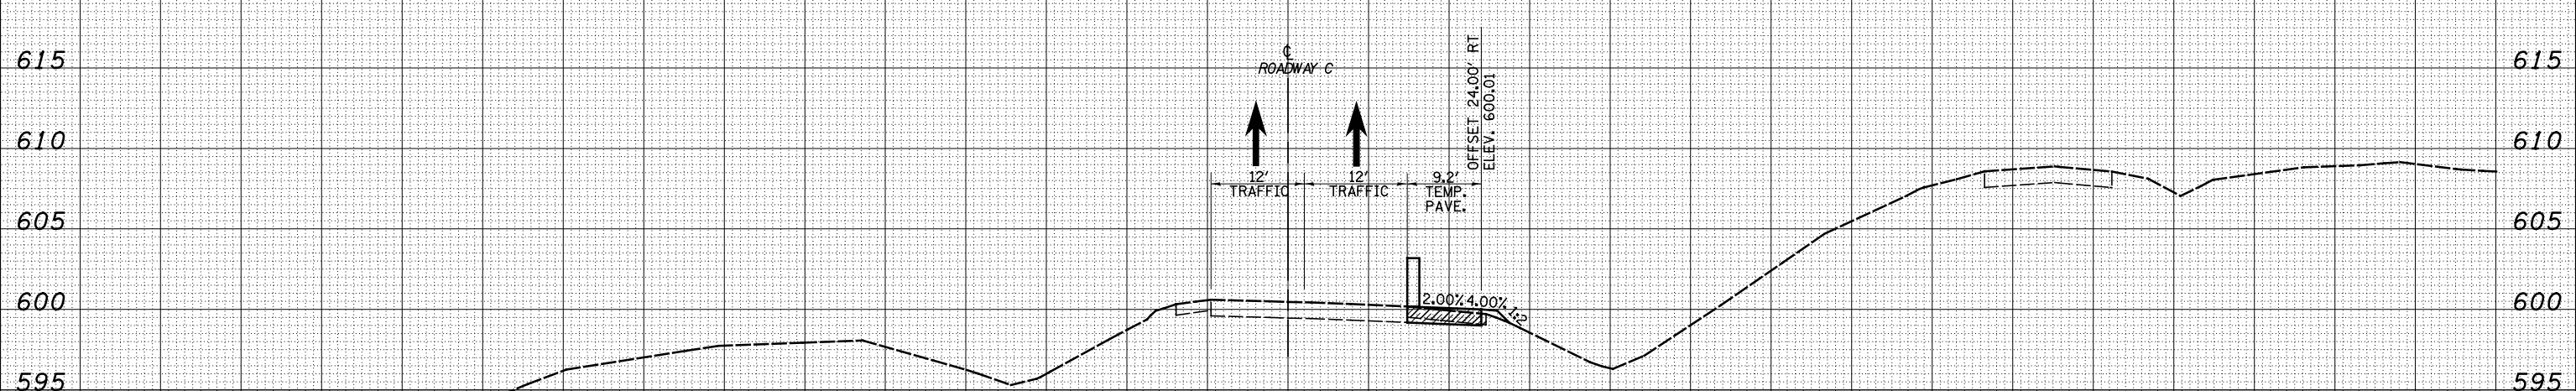 615
℄
ROADWAY C
OFFSET 24.00' RT
ELEV. 600.01
615
610
610
12'
TRAFFIC
12'
TRAFFIC
9.2'
TEMP.
PAVE.
605
605
600
2.00%
4.00%
1:2
600
595
595